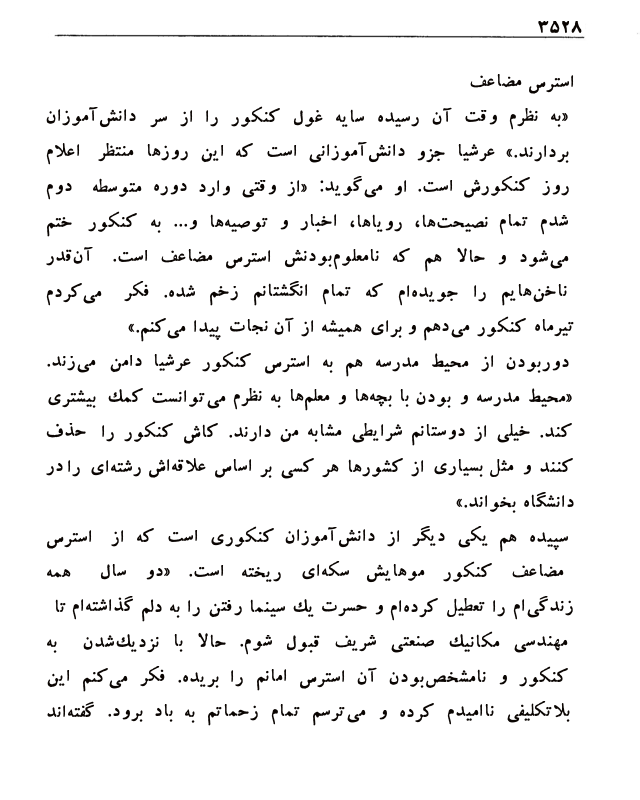 ۳۵۲۸
استرس مضاعف
«به نظرم وقت آن رسیده سایه غول کنکور را از سر دانش‌آموزان
بردارند.» عرشیا جزو دانش‌آموزانی است که این روزها منتظر اعلام
روز کنکورش است. او می‌گوید: «از وقتی وارد دوره متوسطه دوم
شدم تمام نصیحت‌ها، رویاها، اخبار و توصیه‌ها و... به کنکور ختم
می‌شود و حالا هم که نامعلوم‌بودنش استرس مضاعف است. آن‌قدر
ناخن‌هایم را جویده‌ام که تمام انگشتانم زخم شده. فکر می‌کردم
تیرماه کنکور می‌دهم و برای همیشه از آن نجات پیدا می‌کنم.»
دوربودن از محیط مدرسه هم به استرس کنکور عرشیا دامن می‌زند.
«محیط مدرسه و بودن با بچه‌ها و معلم‌ها به نظرم می‌توانست کمك بیشتری
کند. خیلی از دوستانم شرایطی مشابه من دارند. کاش کنکور را حذف
کنند و مثل بسیاری از کشورها هر کسی بر اساس علاقه‌اش رشته‌ای را در
دانشگاه بخواند.»
سپیده هم یکی دیگر از دانش‌آموزان کنکوری است که از استرس
مضاعف کنکور موهایش سکه‌ای ریخته است. «دو سال همه
زندگی‌ام را تعطیل کرده‌ام و حسرت یك سینما رفتن را به دلم گذاشته‌ام تا
مهندسی مکانیك صنعتی شریف قبول شوم. حالا با نزدیك‌شدن به
کنکور و نامشخص‌بودن آن استرس امانم را بریده. فکر می‌کنم این
بلاتکلیفی ناامیدم کرده و می‌ترسم تمام زحماتم به باد برود. گفته‌اند